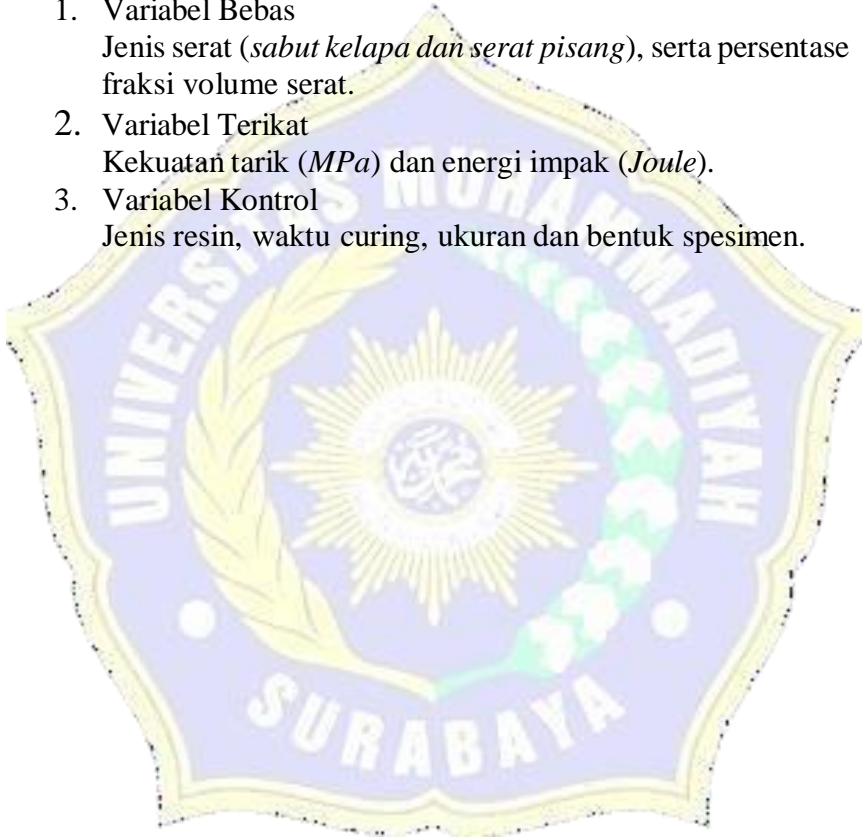 1. Variabel Bebas
Jenis serat (sabut kelapa dan serat pisang), serta persentase
fraksi volume serat.
2. Variabel Terikat
Kekuatan tarik (MPa) dan energi impak (Joule).
3. Variabel Kontrol
Jenis resin, waktu curing, ukuran dan bentuk spesimen.
UNIVERSITAS MUHAMMADIYAH
SURABAYA